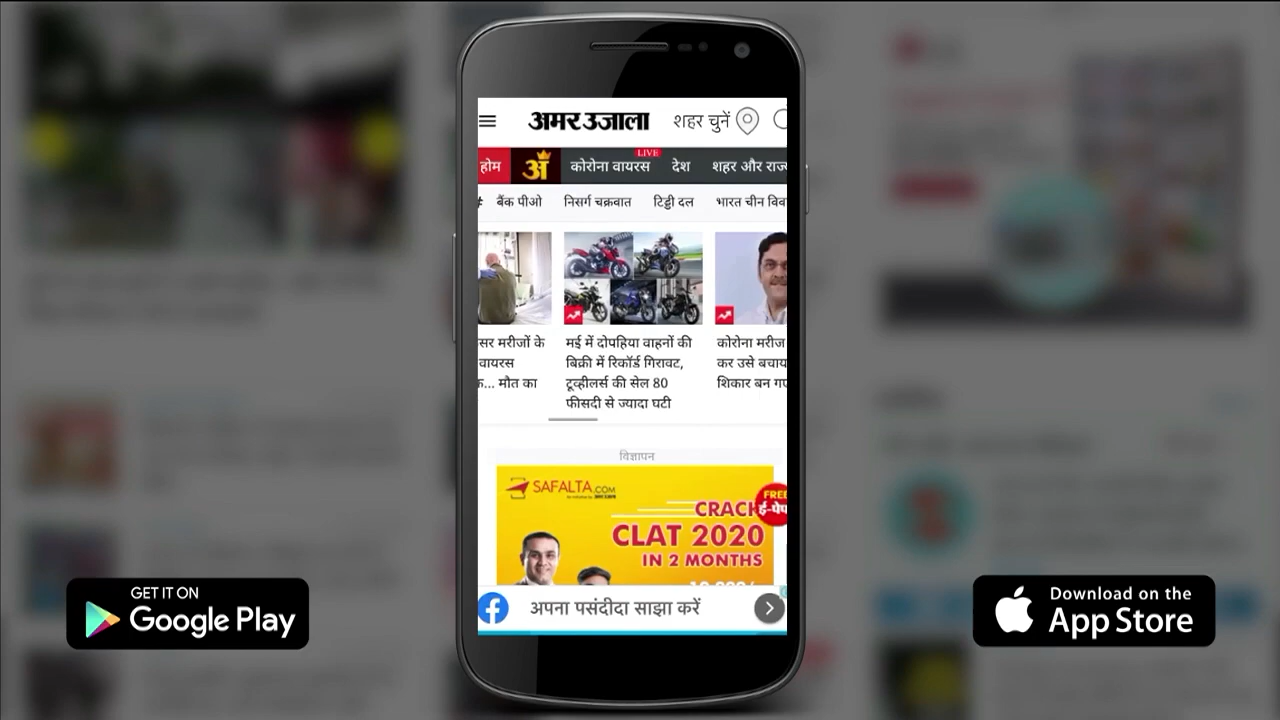 अमर उजाला
शहर चुनें
LIVE
होम
अ
कोरोना वायरस
देश
शहर और राज्
# बैंक पीओ
निसर्ग चक्रवात
टिड्डी दल
भारत चीन विवा
सर मरीजों के
वायरस
क... मौत का
मई में दोपहिया वाहनों की
बिक्री में रिकॉर्ड गिरावट,
टूव्हीलर्स की सेल 80
फीसदी से ज्यादा घटी
कोरोना मरीज
कर उसे बचाय
शिकार बन गए
विज्ञापन
SAFALTA.COM
CRACK
CLAT 2020
IN 2 MONTHS
FREE
ई-पेप
अपना पसंदीदा साझा करें
GET IT ON
Google Play
Download on the
App Store